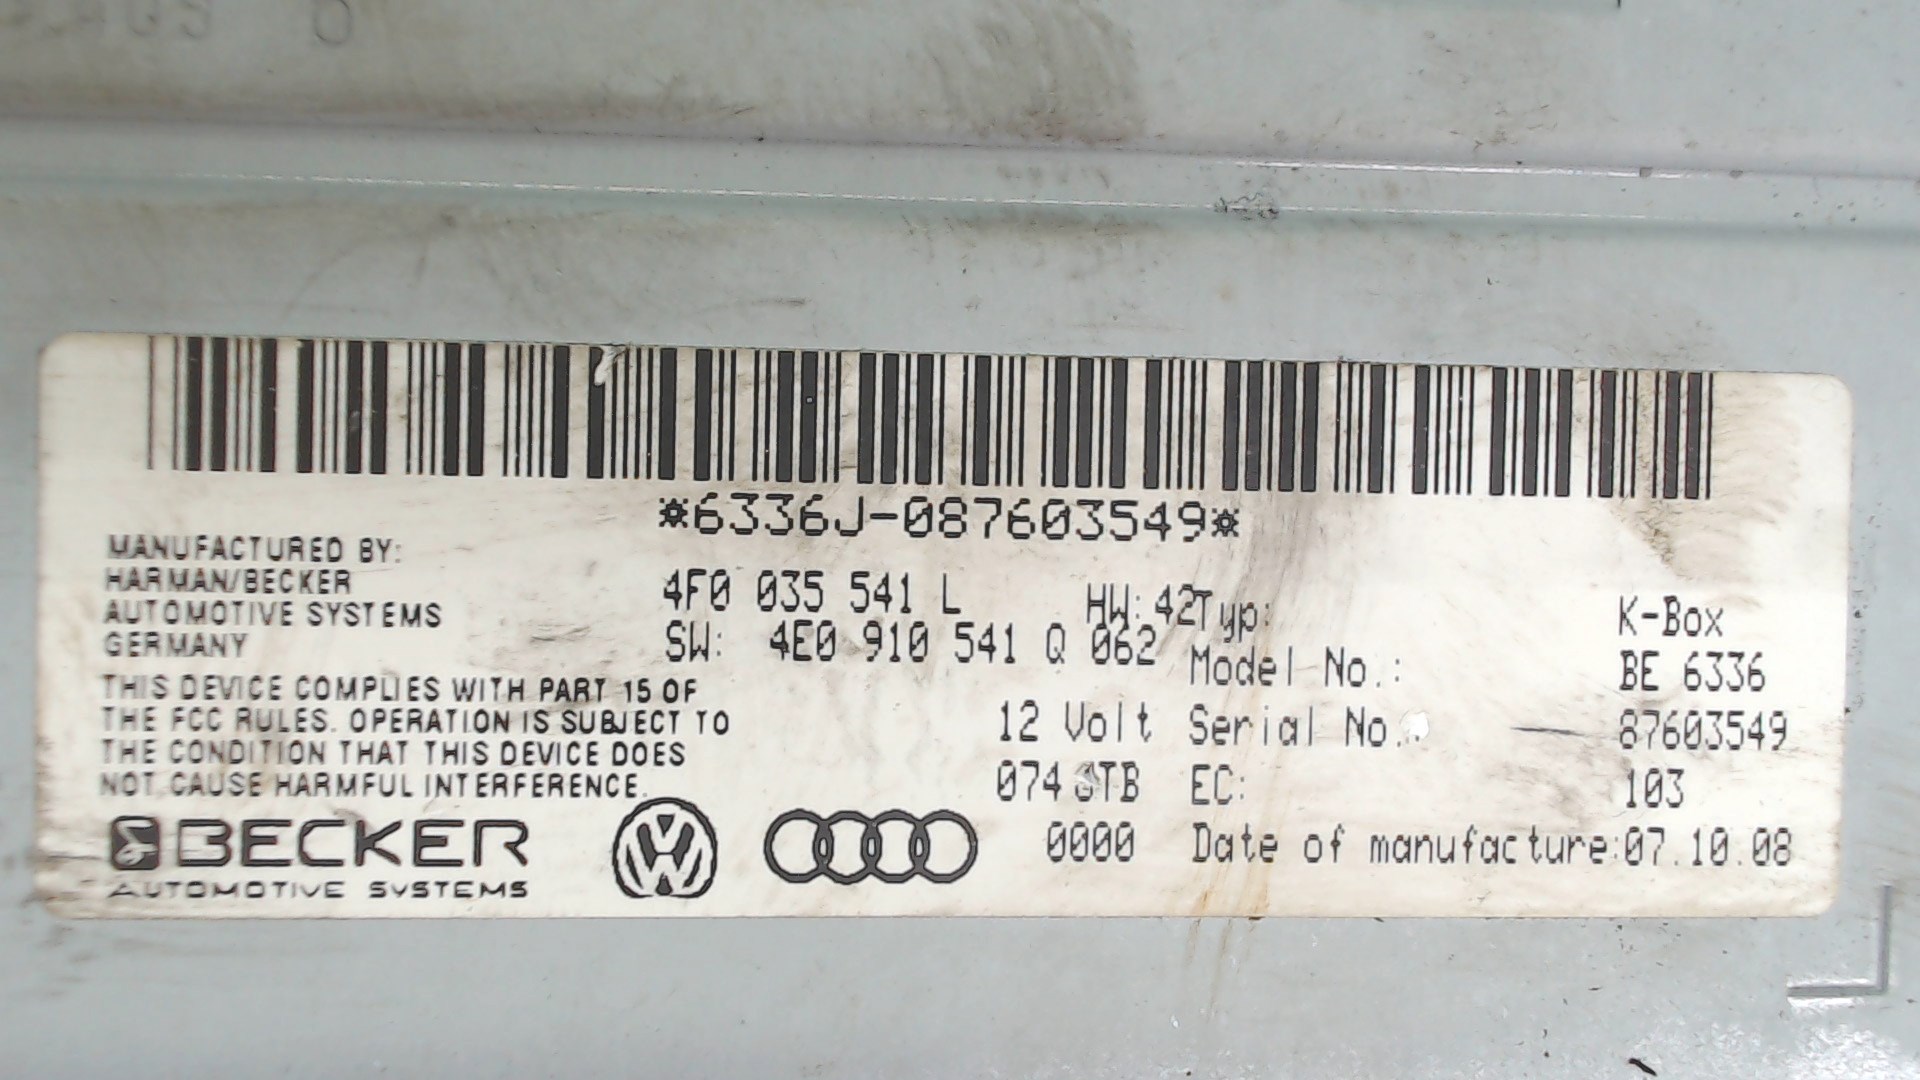 *6336J-087603549*
MANUFACTURED BY:
HARMAN/BECKER
AUTOMOTIVE SYSTEMS
GERMANY
THIS DEVICE COMPLIES WITH PART 15 OF
THE FCC RULES. OPERATION IS SUBJECT TO
THE CONDITION THAT THIS DEVICE DOES
NOT CAUSE HARMFUL INTERFERENCE.
BECKER
AUTOMOTIVE SYSTEMS
4F0 035 541 L HW: 42
SW: 4E0 910 541 Q 062
12 Volt
074
0000
Typ: K-Box
Model No.: BE 6336
Serial No. 87603549
EC: 103
Date of manufacture:07.10.08